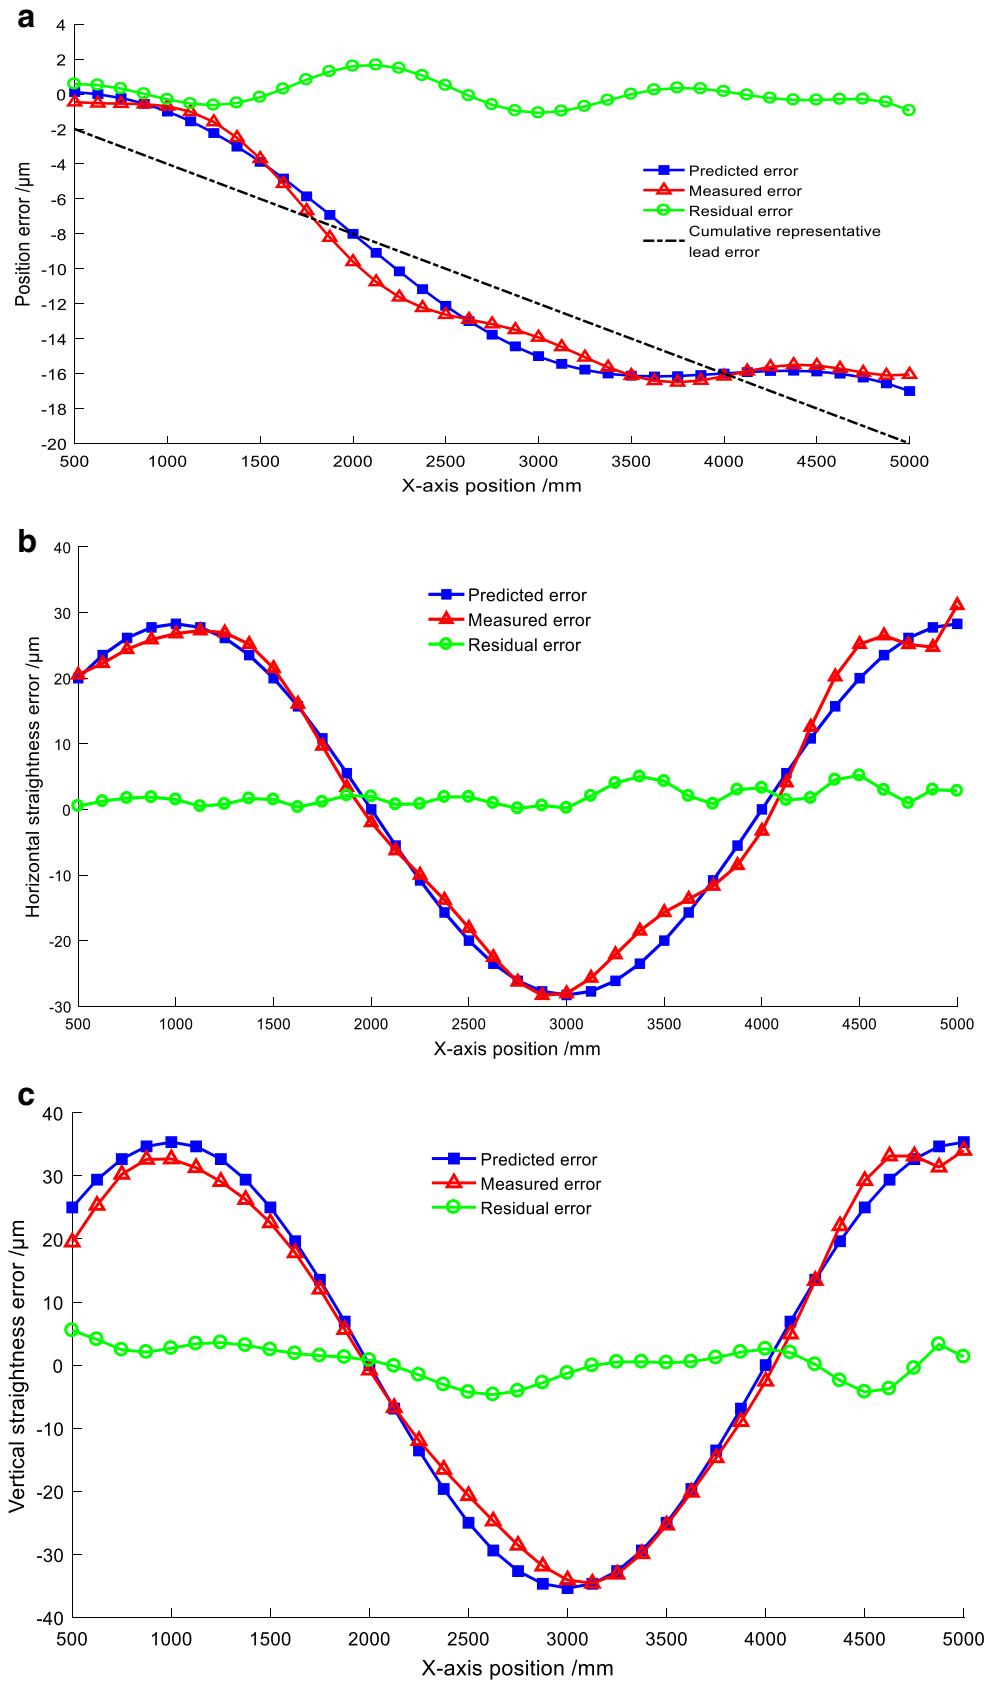 a
4
2
0
-2
-4
-6
-8
-10
-12
-14
-16
-18
-20
500 1000 1500 2000 2500 3000 3500 4000 4500 5000
X-axis position /mm
Position error /μm
Predicted error
Measured error
Residual error
Cumulative representative
lead error
b
40
30
20
10
0
-10
-20
-30
500 1000 1500 2000 2500 3000 3500 4000 4500 5000
X-axis position /mm
Horizontal straightness error /μm
Predicted error
Measured error
Residual error
c
40
30
20
10
0
-10
-20
-30
-40
500 1000 1500 2000 2500 3000 3500 4000 4500 5000
X-axis position /mm
Vertical straightness error /μm
Predicted error
Measured error
Residual error